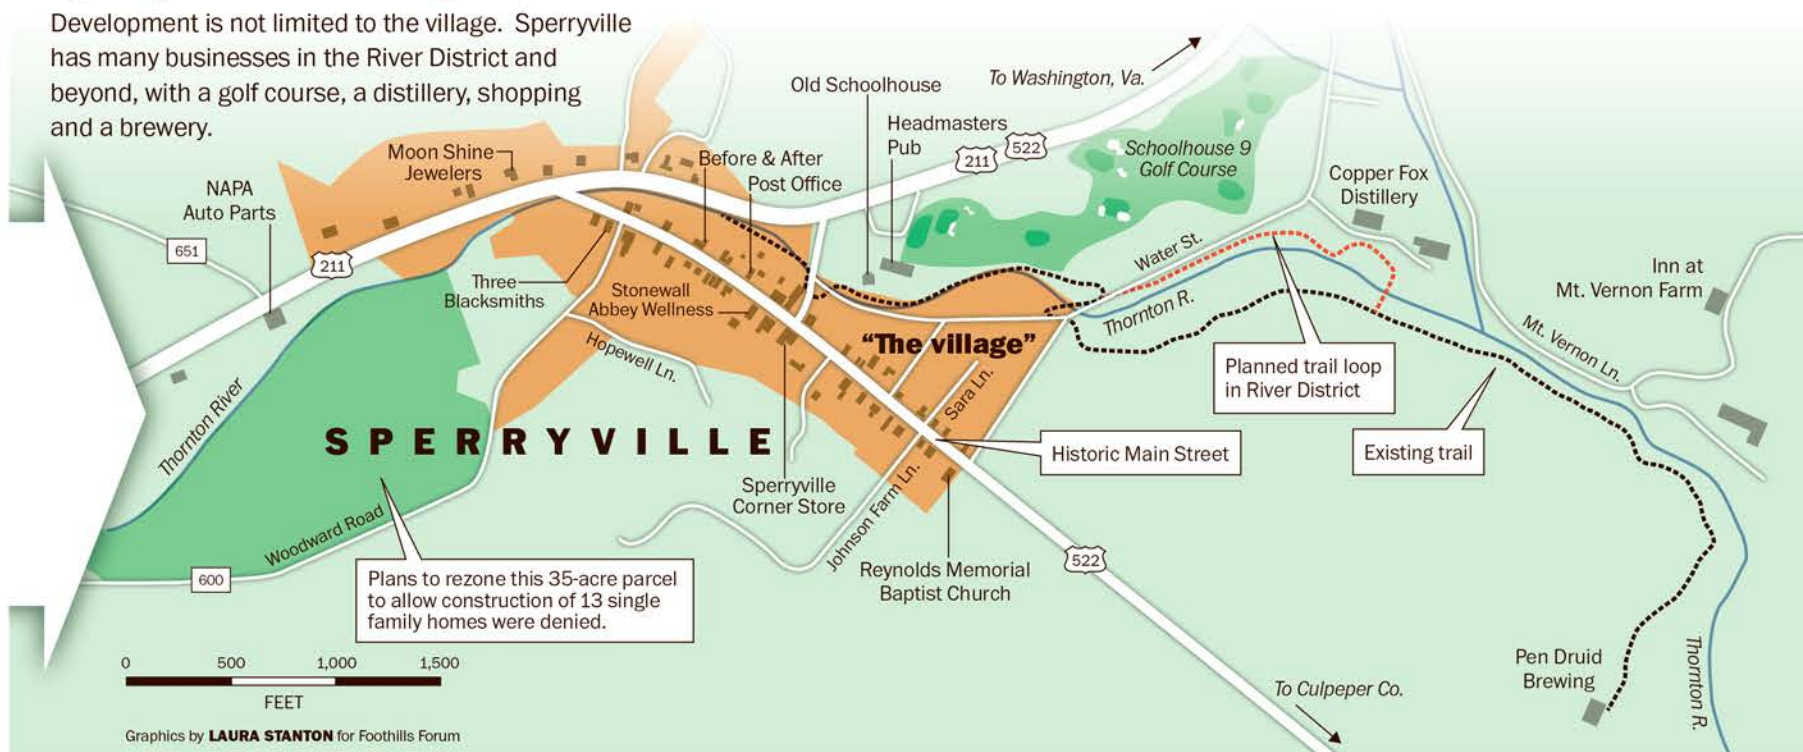 Development is not limited to the village. Sperryville
has many businesses in the River District and
beyond, with a golf course, a distillery, shopping
and a brewery.
To Washington, Va.
Old Schoolhouse
Headmasters
Pub
211
522
Schoolhouse 9
Golf Course
Copper Fox
Distillery
Moon Shine
Jewelers
Before & After
Post Office
NAPA
Auto Parts
651
211
Three
Blacksmiths
Stonewall
Abbey Wellness
Hopewell Ln.
"The village"
Water St.
Thornton R.
Inn at
Mt. Vernon Farm
Mt. Vernon Ln.
Planned trail loop
in River District
Existing trail
Sara Ln.
Historic Main Street
Thornton River
SPERRYVILLE
Sperryville
Corner Store
Johnson Farm Ln.
Woodward Road
600
522
Reynolds Memorial
Baptist Church
Plans to rezone this 35-acre parcel
to allow construction of 13 single
family homes were denied.
0 500 1,000 1,500
FEET
To Culpeper Co.
Pen Druid
Brewing
Thornton R.
Graphics by LAURA STANTON for Foothills Forum